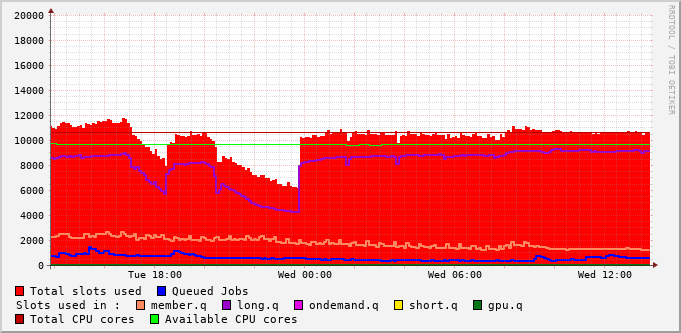 RRDTOOL / TOBI OETIKER
20000
18000
16000
14000
12000
10000
8000
6000
4000
2000
0
Tue 18:00 Wed 00:00 Wed 06:00 Wed 12:00
Total slots used Queued Jobs
Slots used in : member.q long.q ondemand.q short.q gpu.q
Total CPU cores Available CPU cores